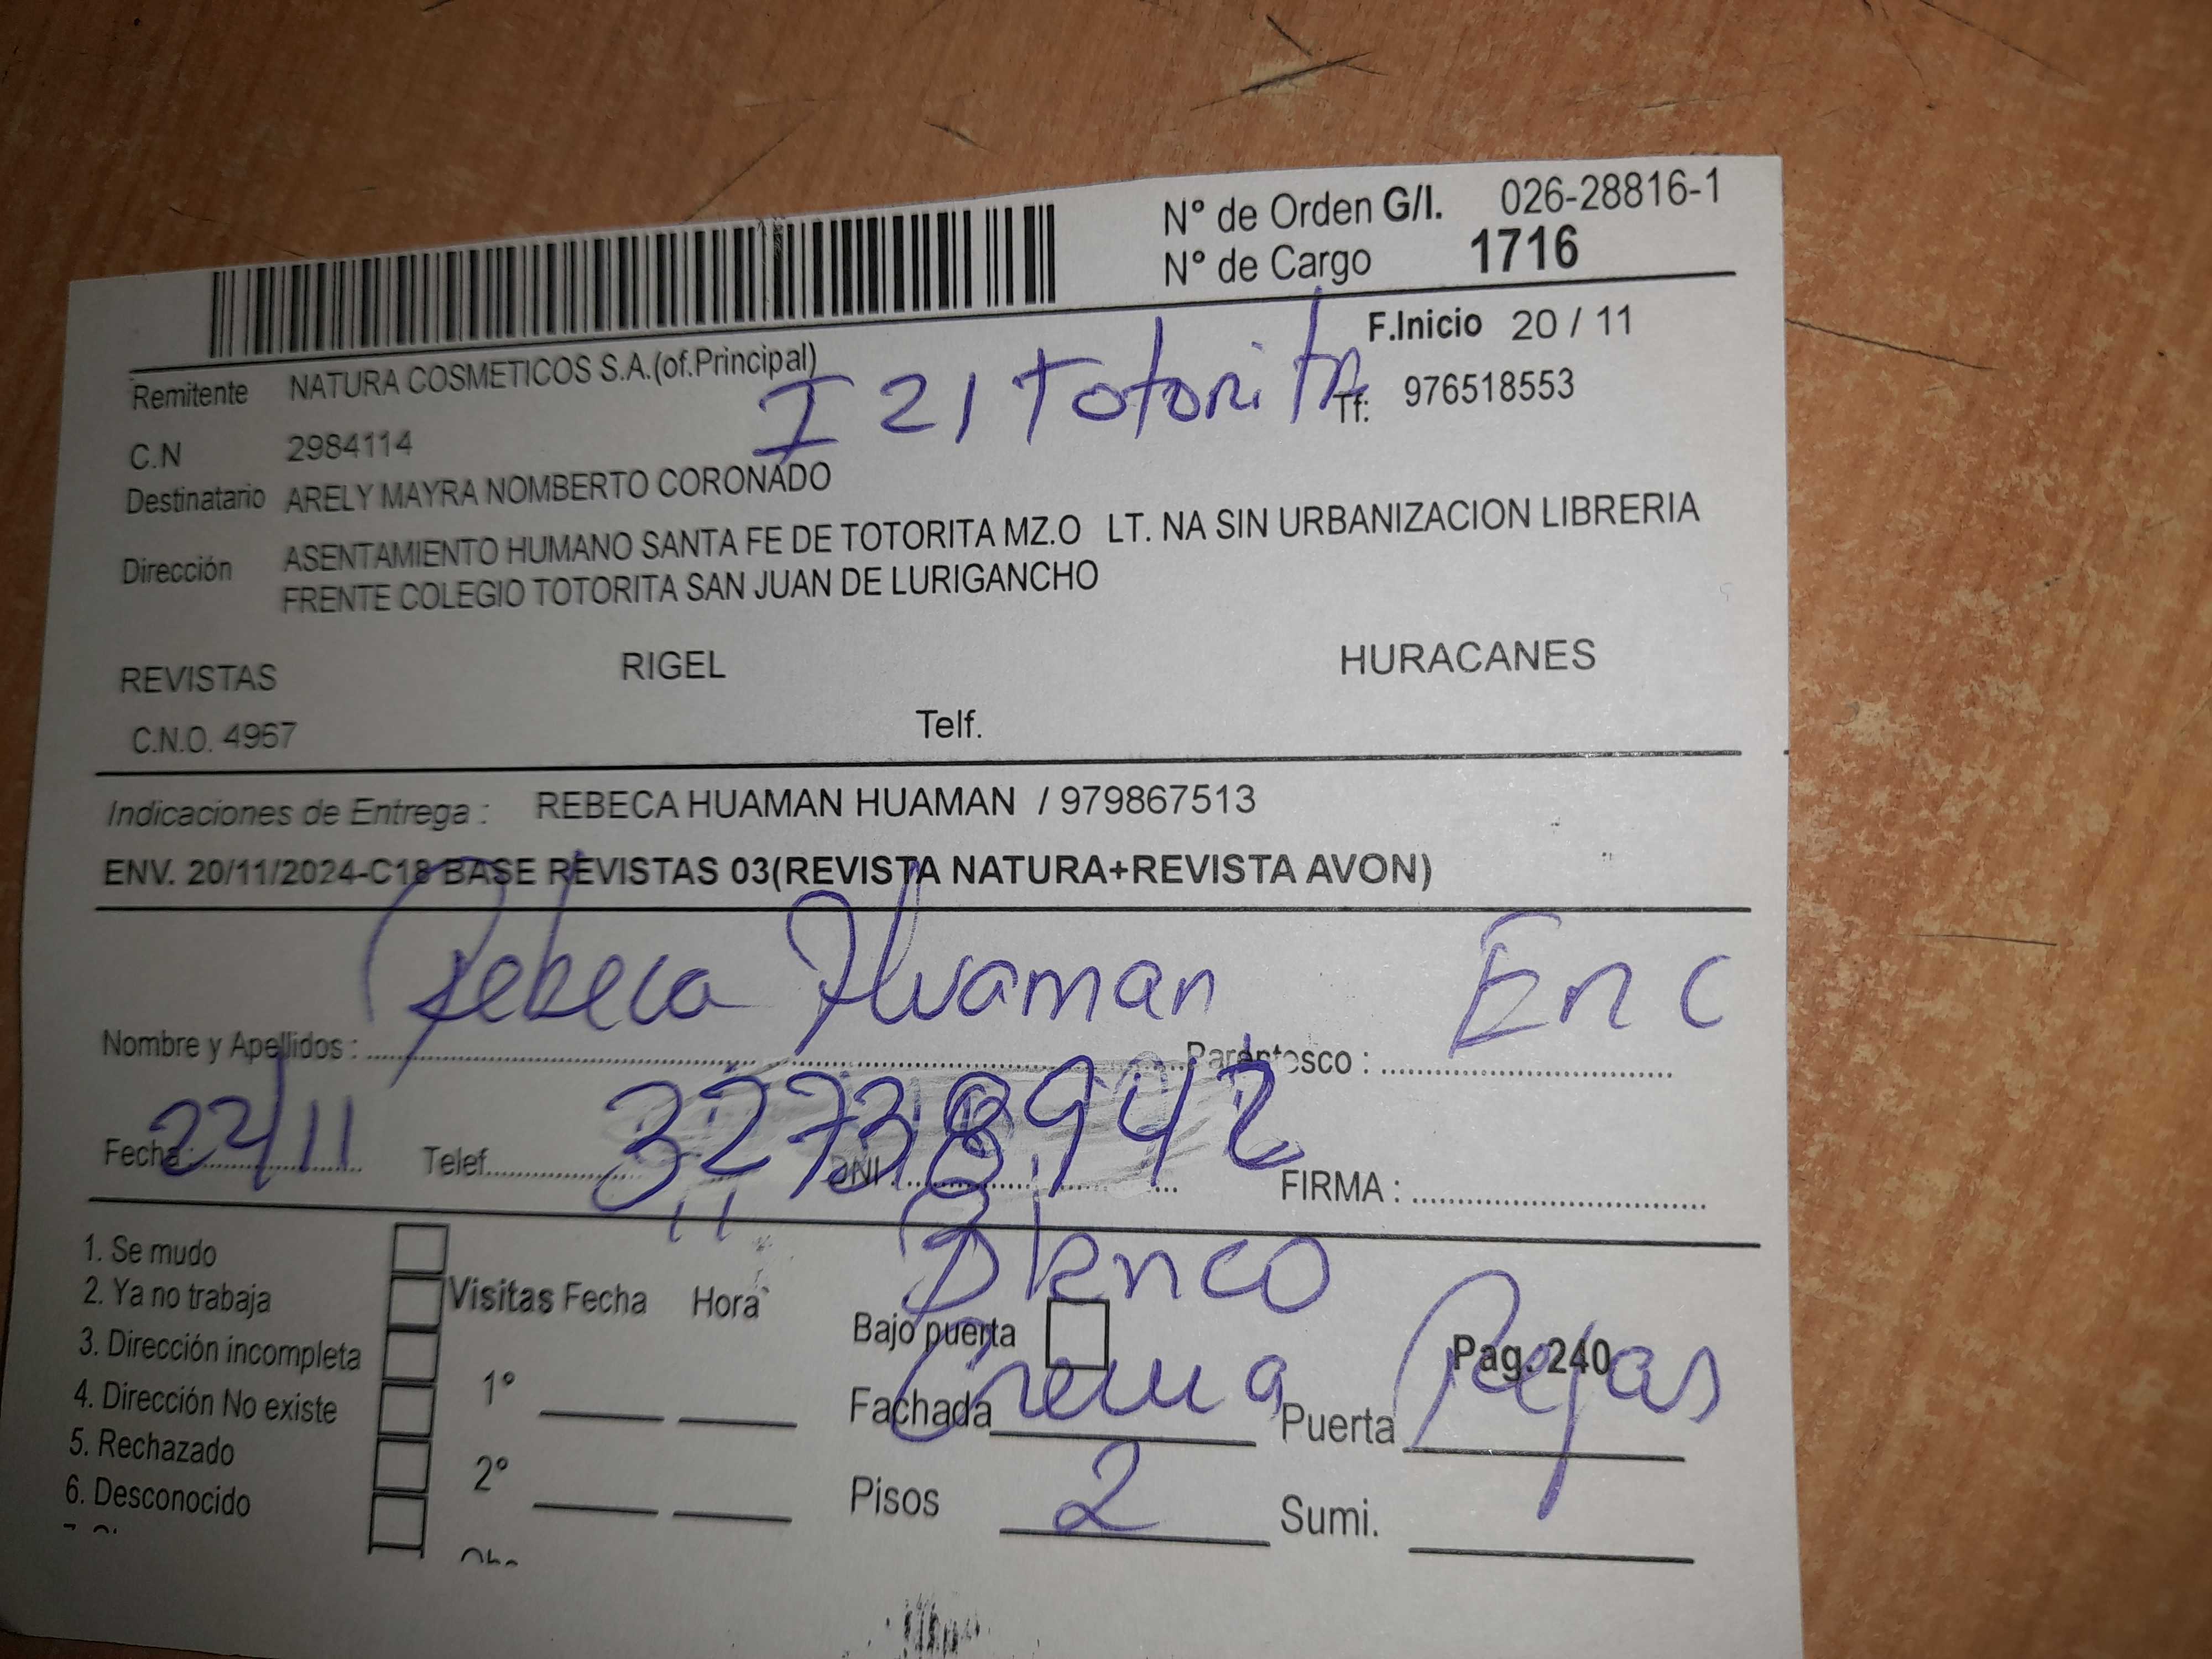 N° de Orden G/I. 026-28816-1
N° de Cargo 1716
F.Inicio 20 / 11
Remitente NATURA COSMETICOS S.A.(of.Principal)
I 21 Totorita
Tf: 976518553
C.N 2984114
Destinatario ARELY MAYRA NOMBERTO CORONADO
Dirección ASENTAMIENTO HUMANO SANTA FE DE TOTORITA MZ.O LT. NA SIN URBANIZACION LIBRERIA
FRENTE COLEGIO TOTORITA SAN JUAN DE LURIGANCHO
REVISTAS RIGEL HURACANES
C.N.O. 4967 Telf.
Indicaciones de Entrega : REBECA HUAMAN HUAMAN / 979867513
ENV. 20/11/2024-C18 BASE REVISTAS 03(REVISTA NATURA+REVISTA AVON)
Nombre y Apellidos : Rebeca Huaman Parentesco : Enc
Fecha : 22/11 Telef. DNI : FIRMA :
1. Se mudo
2. Ya no trabaja
3. Dirección incompleta
4. Dirección No existe
5. Rechazado
6. Desconocido
Visitas Fecha Hora
1°
2°
Blanco
Bajo puerta
Pag. 240
Fachada Crema Puerta Rejas
Pisos 2 Sumi.